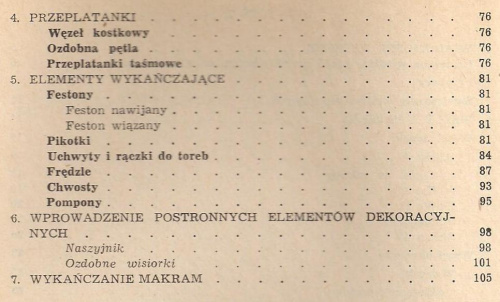 4. PRZEPLATANKI . . . . . . . . . . . 76
Węzeł kostkowy . . . . . . . . . . . 76
Ozdobna pętla . . . . . . . . . . . 76
Przeplatanki taśmowe . . . . . . . . . 76
5. ELEMENTY WYKAŃCZAJĄCE . . . . . . . . 81
Festony . . . . . . . . . . . . . 81
Feston nawijany . . . . . . . . . . 81
Feston wiązany . . . . . . . . . . 81
Pikotki . . . . . . . . . . . . . 81
Uchwyty i rączki do toreb . . . . . . . . 84
Frędzle . . . . . . . . . . . . . 87
Chwosty . . . . . . . . . . . . . 93
Pompony . . . . . . . . . . . . . 95
6. WPROWADZENIE POSTRONNYCH ELEMENTÓW DEKORACYJ-
NYCH . . . . . . . . . . . . . . 98
Naszyjnik . . . . . . . . . . . . 98
Ozdobne wisiorki . . . . . . . . . . 101
7. WYKAŃCZANIE MAKRAM . . . . . . . . . 105